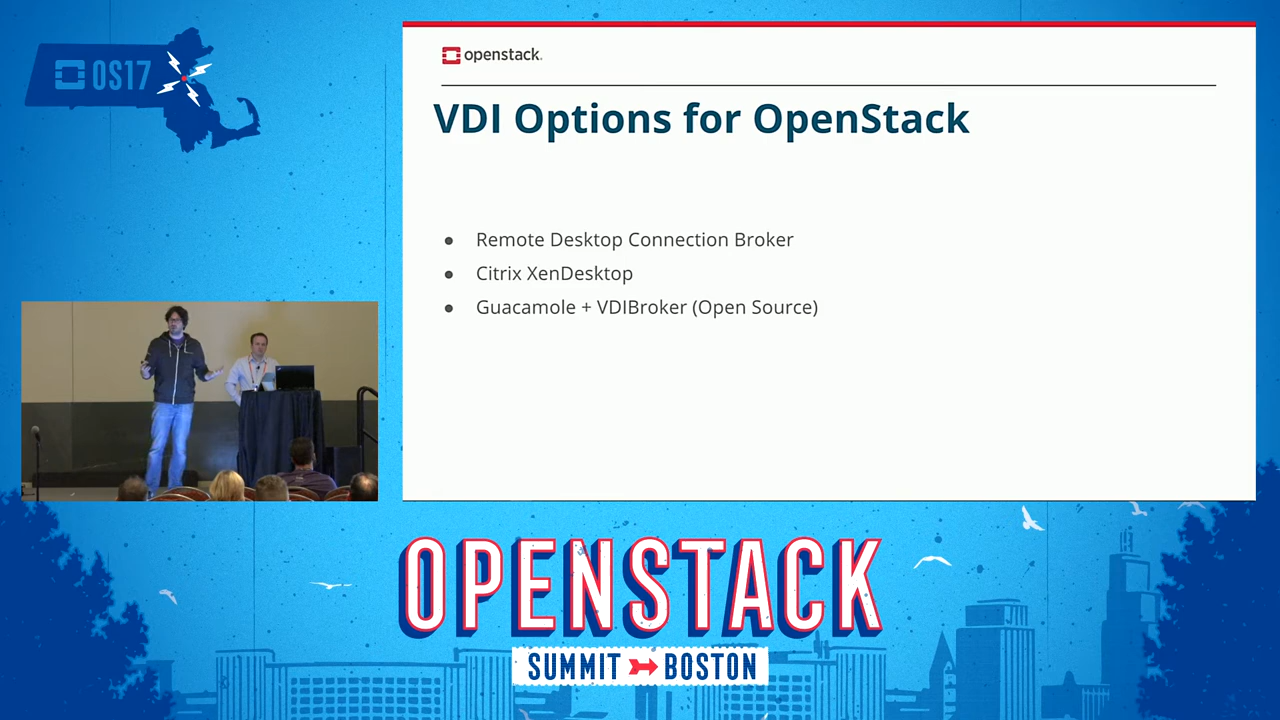 OS17
openstack.
VDI Options for OpenStack
● Remote Desktop Connection Broker
● Citrix XenDesktop
● Guacamole + VDIBroker (Open Source)
OPENSTACK
SUMMIT BOSTON